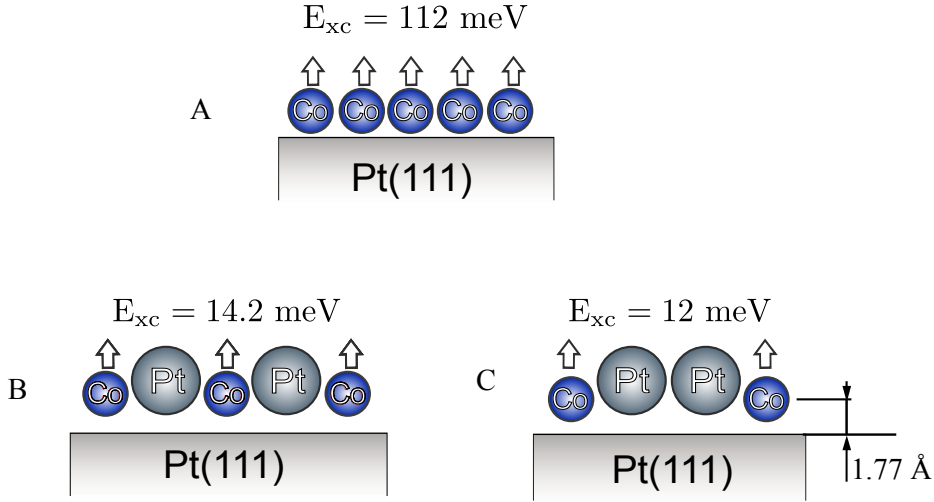 E_xc = 112 meV
A
Co Co Co Co Co
Pt(111)
E_xc = 14.2 meV
B
Co Pt Co Pt Co
Pt(111)
E_xc = 12 meV
C
Co Pt Pt Co
Pt(111)
1.77 Å